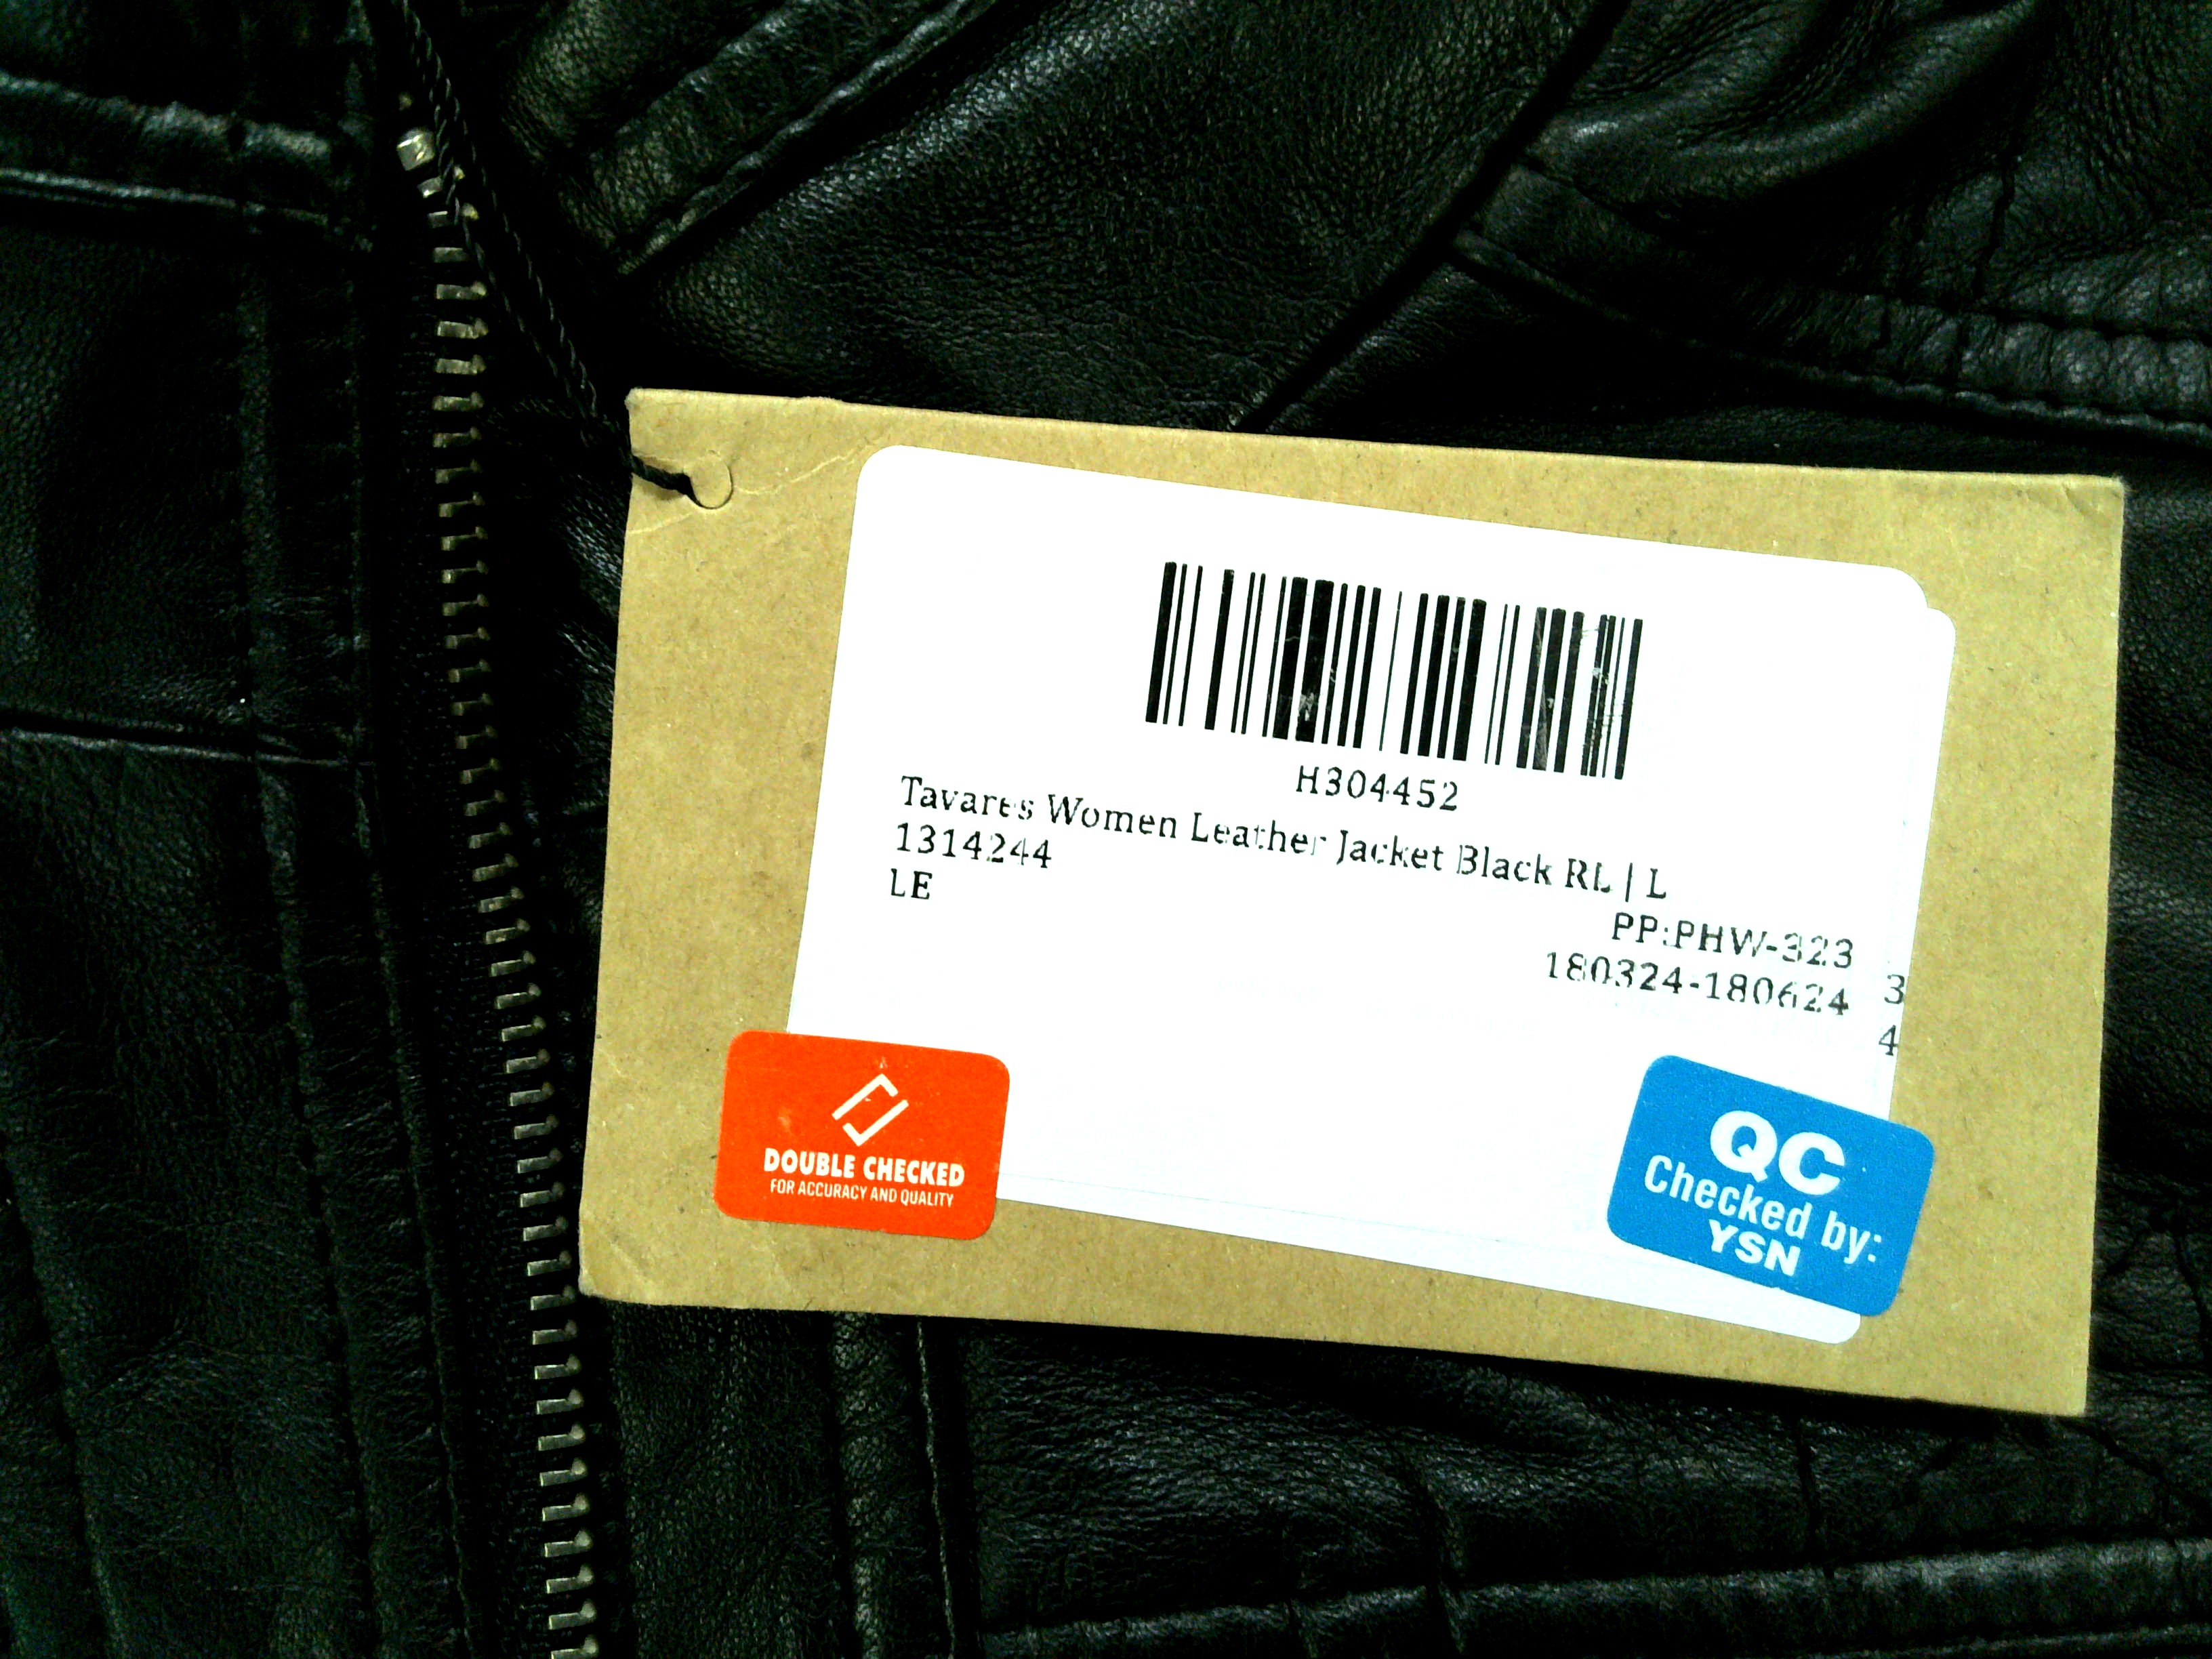 H304452
Tavares Women Leather Jacket Black RL | L
1314244
LE
PP:PHW-323
180324-180624
3
4
DOUBLE CHECKED
FOR ACCURACY AND QUALITY
QC
Checked by:
YSN